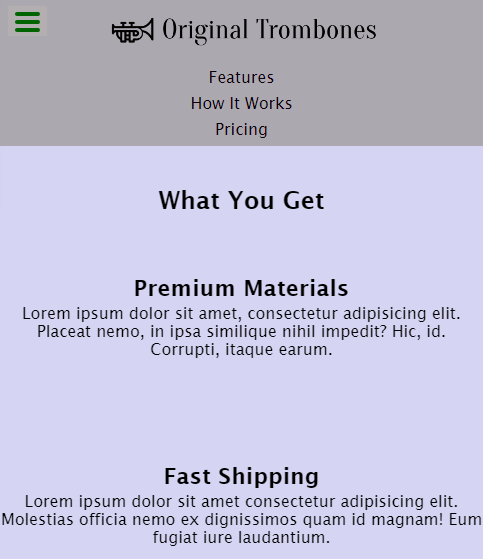 Original Trombones
Features
How It Works
Pricing
What You Get
Premium Materials
Lorem ipsum dolor sit amet, consectetur adipisicing elit.
Placeat nemo, in ipsa similique nihil impedit? Hic, id.
Corrupti, itaque earum.
Fast Shipping
Lorem ipsum dolor sit amet consectetur adipisicing elit.
Molestias officia nemo ex dignissimos quam id magnam! Eum
fugiat iure laudantium.